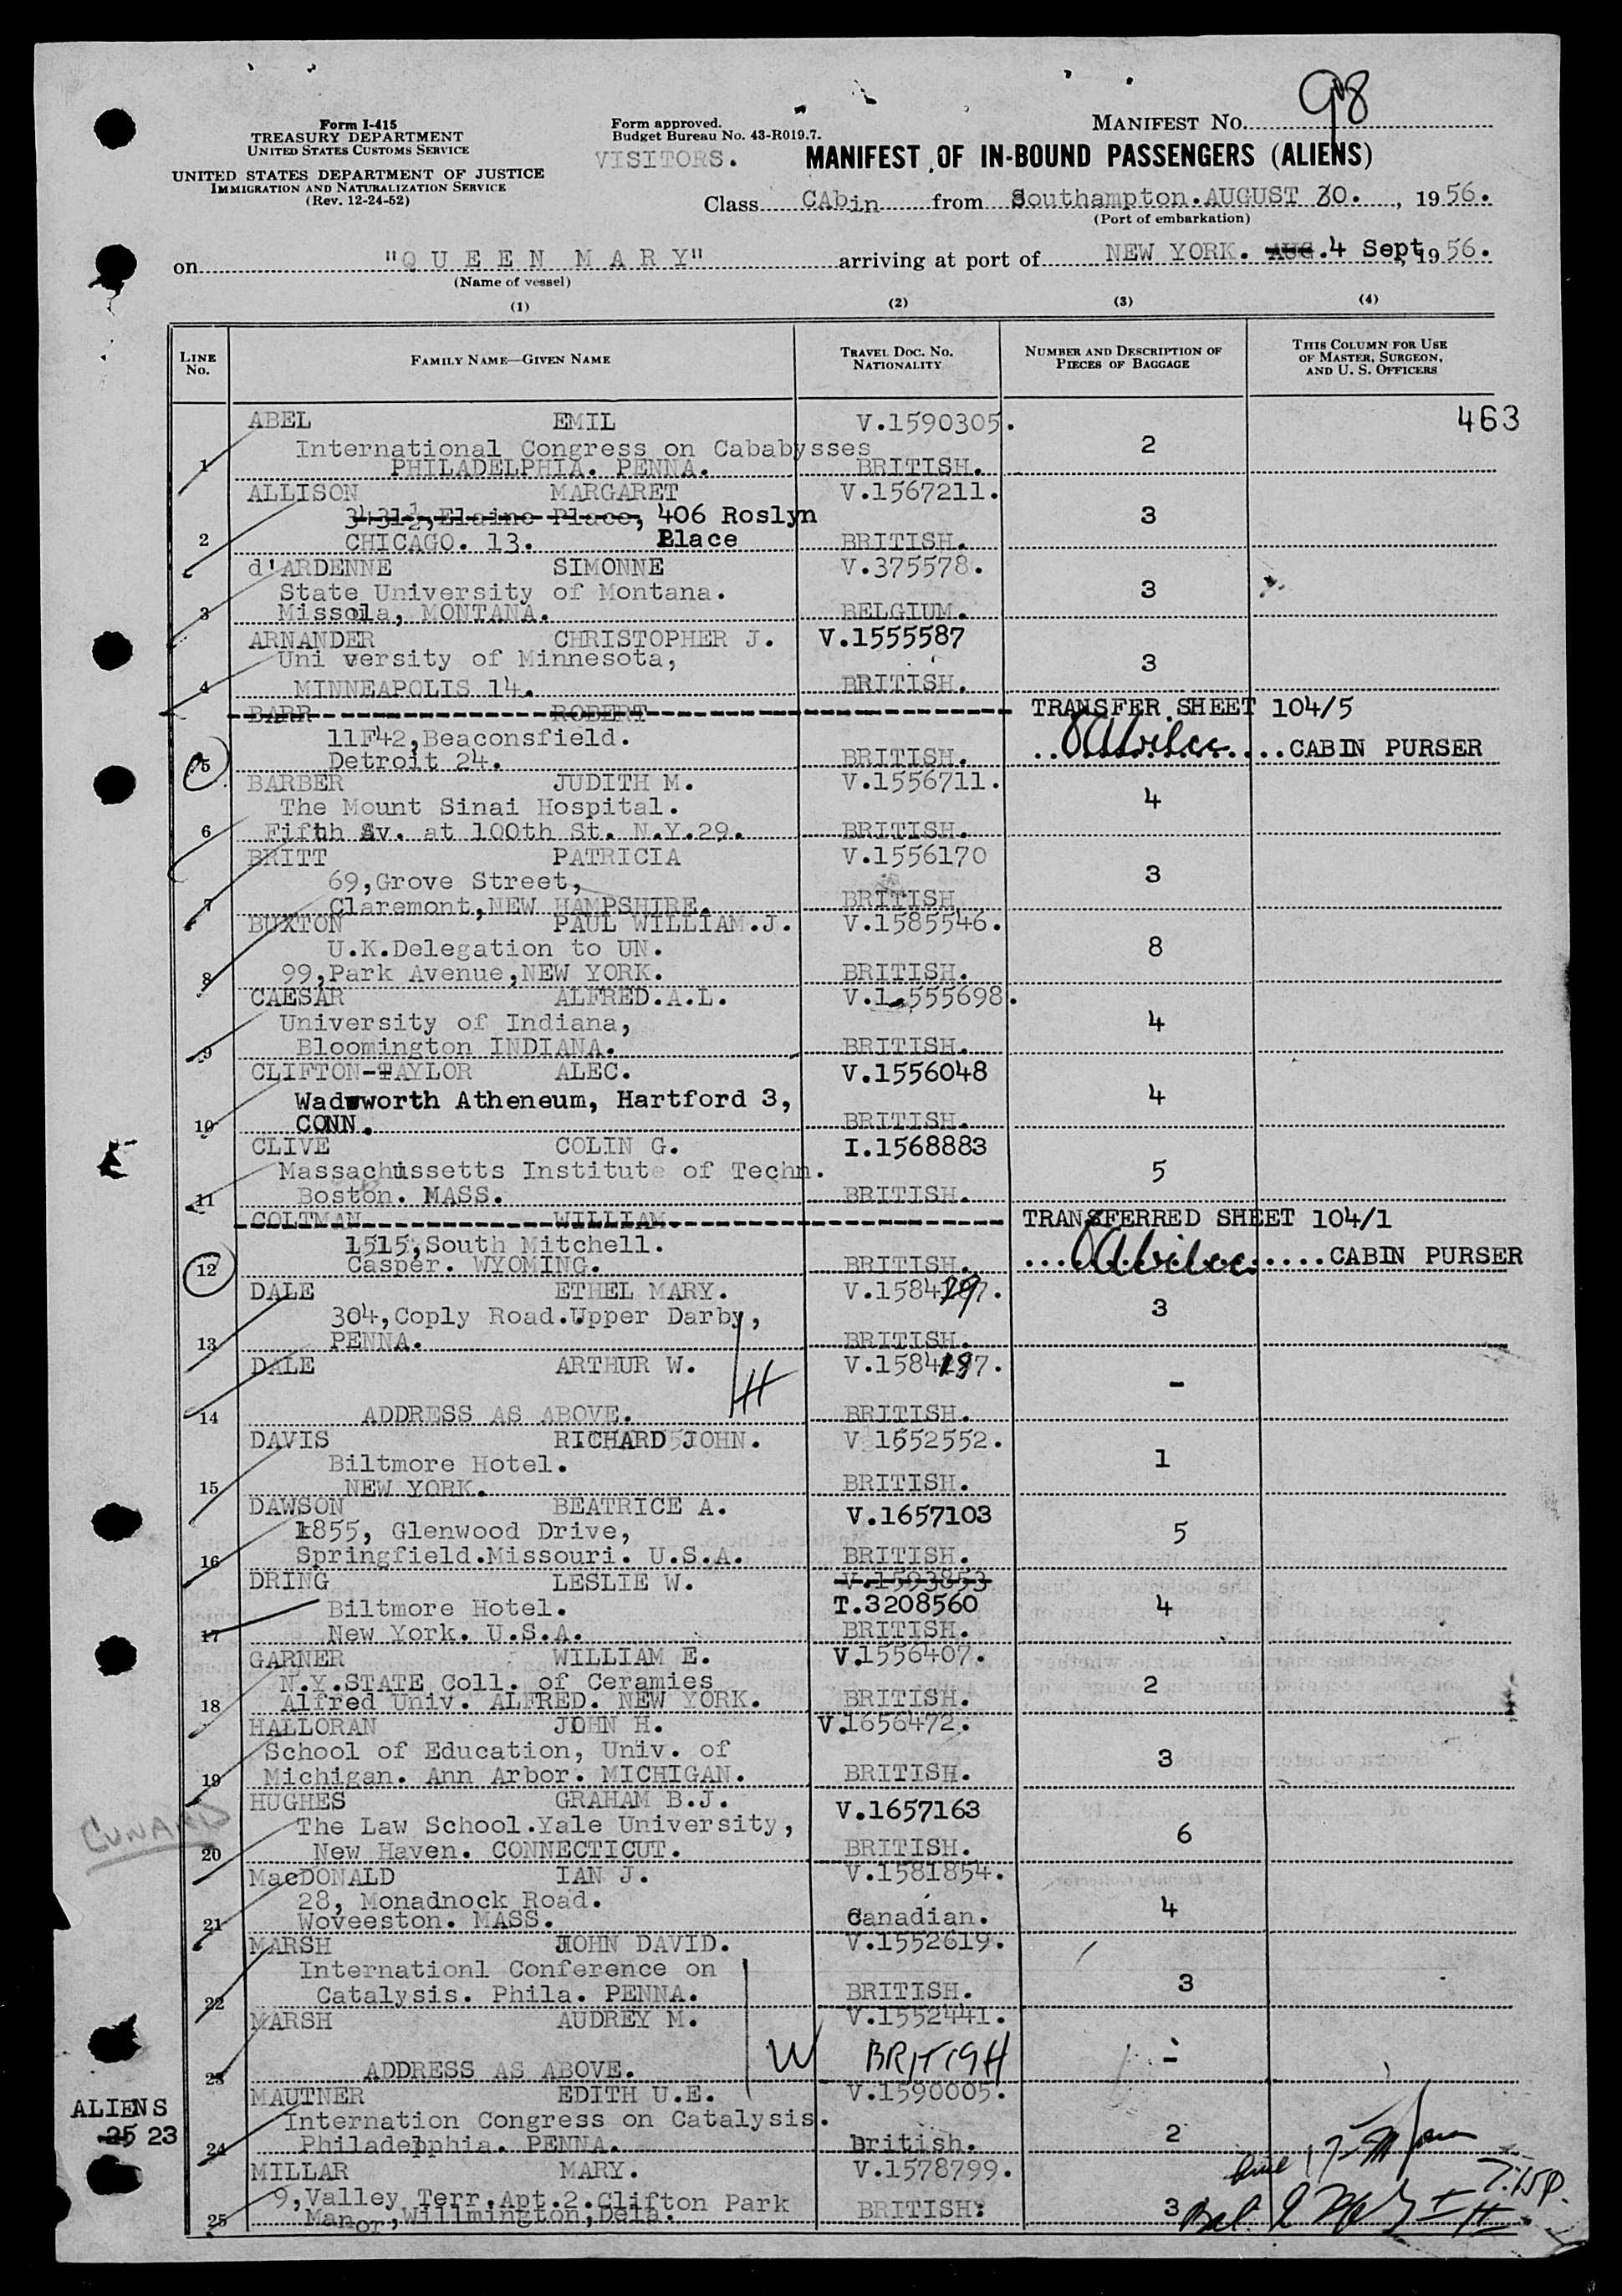 98
Form I-415
TREASURY DEPARTMENT
UNITED STATES CUSTOMS SERVICE
UNITED STATES DEPARTMENT OF JUSTICE
IMMIGRATION AND NATURALIZATION SERVICE
(Rev. 12-24-52)
Form approved.
Budget Bureau No. 43-R019.7.
VISITORS.
MANIFEST NO.
MANIFEST OF IN-BOUND PASSENGERS (ALIENS)
Class CAbin from Southampton.AUGUST 30. , 19 56.
(Port of embarkation)
on "QUEEN MARY" arriving at port of NEW YORK. AUG .4 Sept, 19 56.
(Name of vessel)
(1) (2) (3) (4)
LINE NO.
FAMILY NAME—GIVEN NAME
TRAVEL DOC. NO. NATIONALITY
NUMBER AND DESCRIPTION OF PIECES OF BAGGAGE
THIS COLUMN FOR USE OF MASTER, SURGEON, AND U. S. OFFICERS
ABEL EMIL V.1590305. 463
International Congress on Cababysses 2
1 PHILADELPHIA. PENNA. BRITISH.
ALLISON MARGARET V.1567211.
3431½,Elaine Place, 406 Roslyn 3
2 CHICAGO. 13. Place BRITISH.
d'ARDENNE SIMONNE V.375578.
State University of Montana. 3
3 Missola, MONTANA. BELGIUM.
ARNANDER CHRISTOPHER J. V.1555587
Uni versity of Minnesota, 3
4 MINNEAPOLIS 14. BRITISH.
BARR ROBERT TRANSFER SHEET 104/5
11F42,Beaconsfield. CABIN PURSER
5 Detroit 24. BRITISH.
BARBER JUDITH M. V.1556711.
The Mount Sinai Hospital. 4
6 Fifth Av. at 100th St. N.Y.29. BRITISH.
BRITT PATRICIA V.1556170
69,Grove Street, 3
7 Claremont,NEW HAMPSHIRE. BRITISH
BUXTON PAUL WILLIAM.J. V.1585546.
U.K.Delegation to UN. 8
8 99,Park Avenue,NEW YORK. BRITISH.
CAESAR ALFRED.A.L. V.1.555698.
University of Indiana, 4
9 Bloomington INDIANA. BRITISH.
CLIFTON-TAYLOR ALEC. V.1556048
Wadsworth Atheneum, Hartford 3, 4
10 CONN. BRITISH.
CLIVE COLIN G. I.1568883
Massachussetts Institute of Techn. 5
11 Boston. MASS. BRITISH.
COLTMAN WILLIAM. TRANSFERRED SHEET 104/1
1515,South Mitchell. CABIN PURSER
12 Casper. WYOMING. BRITISH.
DALE ETHEL MARY.
304,Coply Road.Upper Darby, 3
13 PENNA. BRITISH.
DALE ARTHUR W.
H -
14 ADDRESS AS ABOVE. BRITISH.
DAVIS RICHARD JOHN. V 1552552.
Biltmore Hotel. 1
15 NEW YORK. BRITISH.
DAWSON BEATRICE A. V.1657103
1855, Glenwood Drive, 5
16 Springfield.Missouri. U.S.A. BRITISH.
DRING LESLIE W. V.1593853
Biltmore Hotel. T.3208560 4
17 New York. U.S.A. BRITISH.
GARNER WILLIAM E. V.1556407.
N.Y.STATE Coll. of Ceramies 2
18 Alfred Univ. ALFRED. NEW YORK. BRITISH.
HALLORAN JOHN H. V.1656472.
School of Education, Univ. of 3
19 Michigan. Ann Arbor. MICHIGAN. BRITISH.
HUGHES GRAHAM B.J. V.1657163
CUNARD
The Law School.Yale University, 6
20 New Haven. CONNECTICUT. BRITISH.
MacDONALD IAN J. V.1581854.
28, Monadnock Road. 4
21 Woveeston. MASS. Canadian.
MARSH JOHN DAVID. V.1552619.
Internationl Conference on 3
22 Catalysis. Phila. PENNA. BRITISH.
MARSH AUDREY M. V.1552441.
W BRITISH -
23 ADDRESS AS ABOVE.
MAUTNER EDITH U.E. V.1590005.
Internation Congress on Catalysis. 2
24 Philadelpphia. PENNA. British.
ALIENS
25 23
MILLAR MARY. V.1578799.
9,Valley Terr.Apt.2.Clifton Park BRITISH: 3
25 Manor,Willmington,Dela.